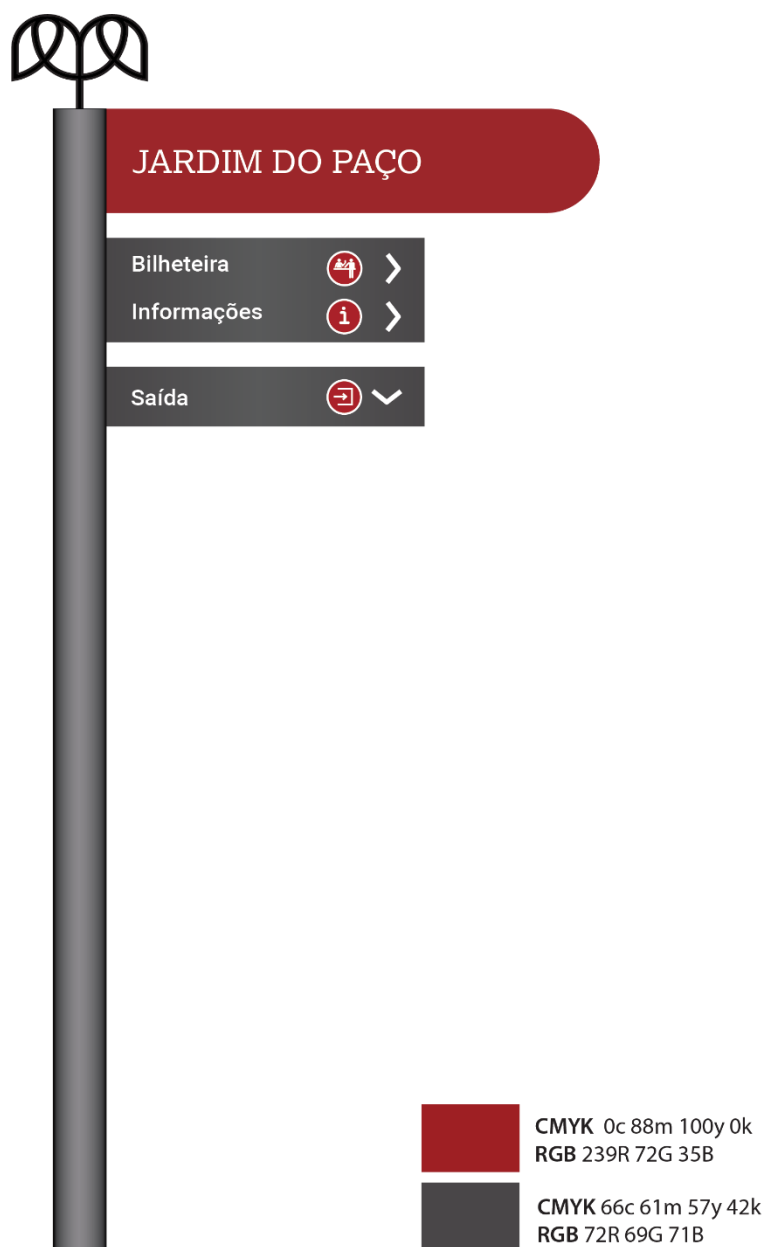 JARDIM DO PAÇO
Bilheteira
Informações
i
Saída
CMYK 0c 88m 100y 0k
RGB 239R 72G 35B
CMYK 66c 61m 57y 42k
RGB 72R 69G 71B